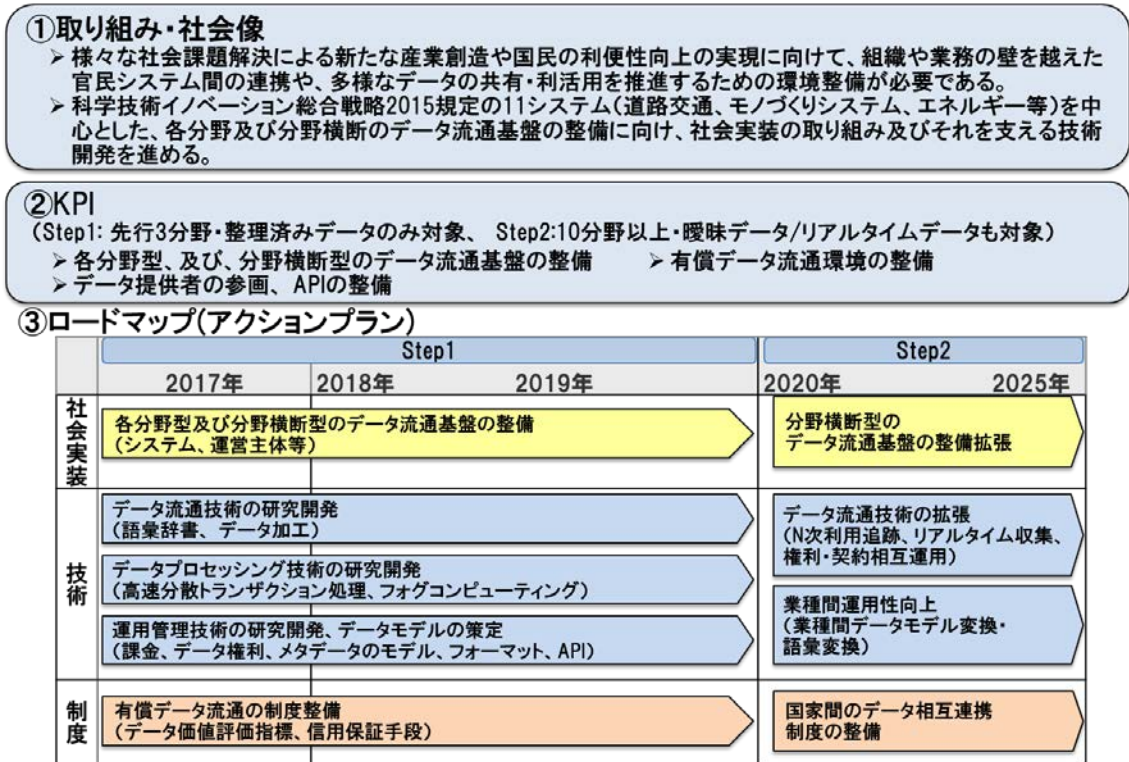 ①取り組み・社会像
➢様々な社会課題解決による新たな産業創造や国民の利便性向上の実現に向けて、組織や業務の壁を越えた
官民システム間の連携や、多様なデータの共有・利活用を推進するための環境整備が必要である。
➢科学技術イノベーション総合戦略2015規定の11システム(道路交通、モノづくりシステム、エネルギー等)を中
心とした、各分野及び分野横断のデータ流通基盤の整備に向け、社会実装の取り組み及びそれを支える技術
開発を進める。
②KPI
(Step1: 先行3分野・整理済みデータのみ対象、 Step2:10分野以上・曖昧データ/リアルタイムデータも対象)
➢各分野型、及び、分野横断型のデータ流通基盤の整備 ➢有償データ流通環境の整備
➢データ提供者の参画、APIの整備
③ロードマップ(アクションプラン)
Step1 Step2
2017年 2018年 2019年 2020年 2025年
社会実装
各分野型及び分野横断型のデータ流通基盤の整備
(システム、運営主体等)
分野横断型の
データ流通基盤の整備拡張
技術
データ流通技術の研究開発
(語彙辞書、データ加工)
データプロセッシング技術の研究開発
(高速分散トランザクション処理、フォグコンピューティング)
運用管理技術の研究開発、データモデルの策定
(課金、データ権利、メタデータのモデル、フォーマット、API)
データ流通技術の拡張
(N次利用追跡、リアルタイム収集、
権利・契約相互運用)
業種間運用性向上
(業種間データモデル変換・
語彙変換)
制度
有償データ流通の制度整備
(データ価値評価指標、信用保証手段)
国家間のデータ相互連携
制度の整備